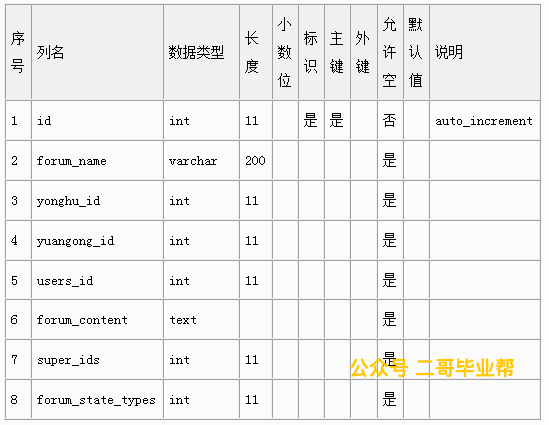 序号 列名 数据类型 长度 小数位 标识 主键 外键 允许空 默认值 说明
1 id int 11 是 是 否 auto_increment
2 forum_name varchar 200 是
3 yonghu_id int 11 是
4 yuangong_id int 11 是
5 users_id int 11 是
6 forum_content text 是
7 super_ids int 11 是
公众号 二哥毕业帮
8 forum_state_types int 11 是